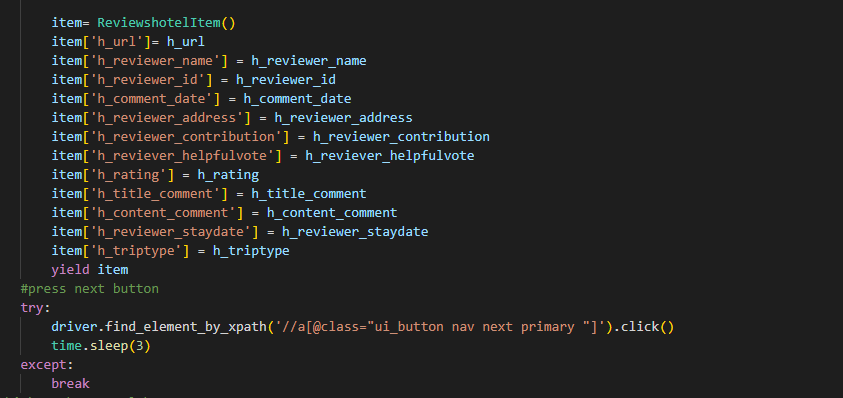 item= ReviewshotelItem()
item['h_url']= h_url
item['h_reviewer_name'] = h_reviewer_name
item['h_reviewer_id'] = h_reviewer_id
item['h_comment_date'] = h_comment_date
item['h_reviewer_address'] = h_reviewer_address
item['h_reviewer_contribution'] = h_reviewer_contribution
item['h_reviever_helpfulvote'] = h_reviever_helpfulvote
item['h_rating'] = h_rating
item['h_title_comment'] = h_title_comment
item['h_content_comment'] = h_content_comment
item['h_reviewer_staydate'] = h_reviewer_staydate
item['h_triptype'] = h_triptype
yield item
#press next button
try:
driver.find_element_by_xpath('//a[@class="ui_button nav next primary "]').click()
time.sleep(3)
except:
break